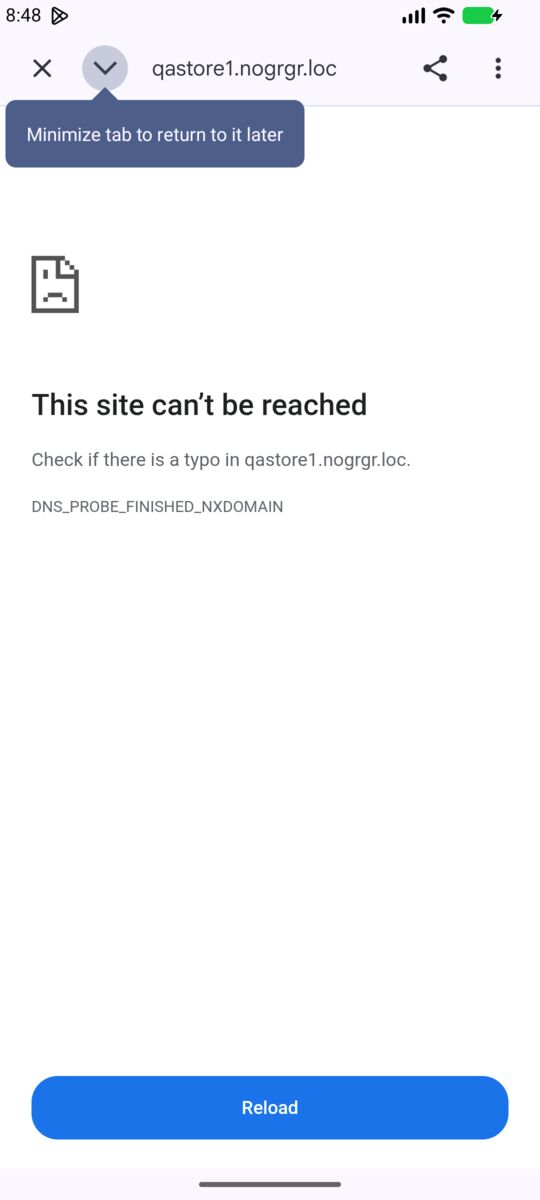 8:48
qastore1.nogrgr.loc
Minimize tab to return to it later
This site can’t be reached
Check if there is a typo in qastore1.nogrgr.loc.
DNS_PROBE_FINISHED_NXDOMAIN
Reload